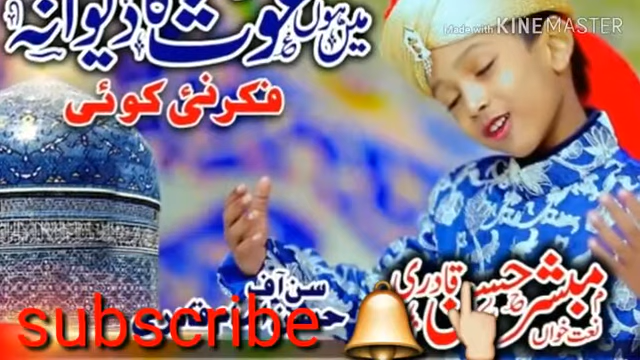 Made with KINEMASTER
میں ہوں غوث کا دیوانہ
فکر نئی کوئی
مبشر حسن قادری
نعت خواں
سن آف
قادری
subscribe